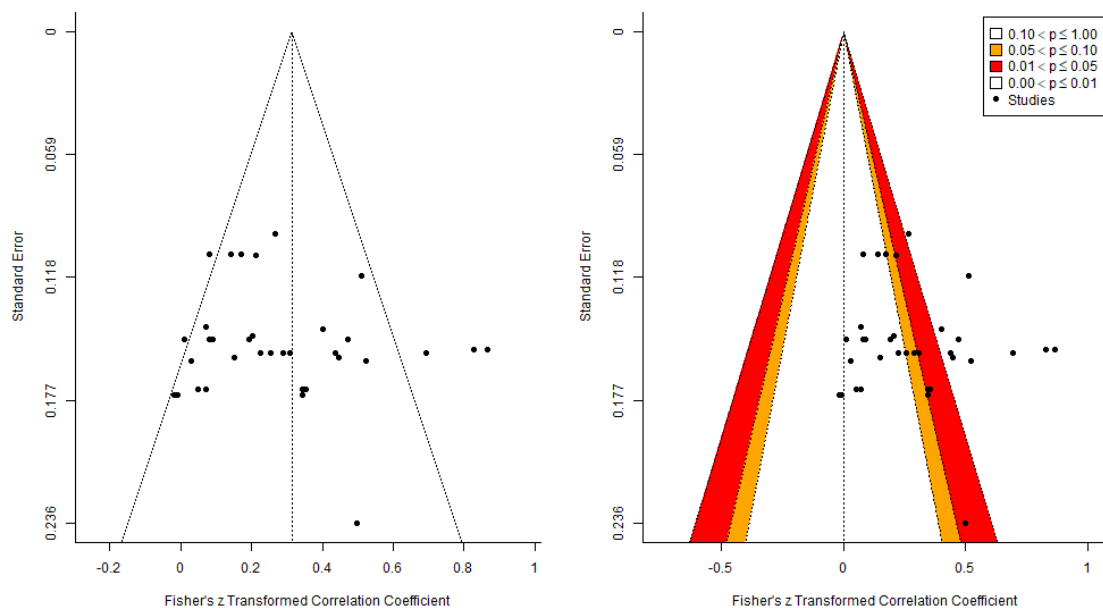 0
0.059
0.118
0.177
0.236
Standard Error
-0.2
0
0.2
0.4
0.6
0.8
1
Fisher's z Transformed Correlation Coefficient
0.10 < p ≤ 1.00
0.05 < p ≤ 0.10
0.01 < p ≤ 0.05
0.00 < p ≤ 0.01
Studies
0
0.059
0.118
0.177
0.236
Standard Error
-0.5
0
0.5
1
Fisher's z Transformed Correlation Coefficient